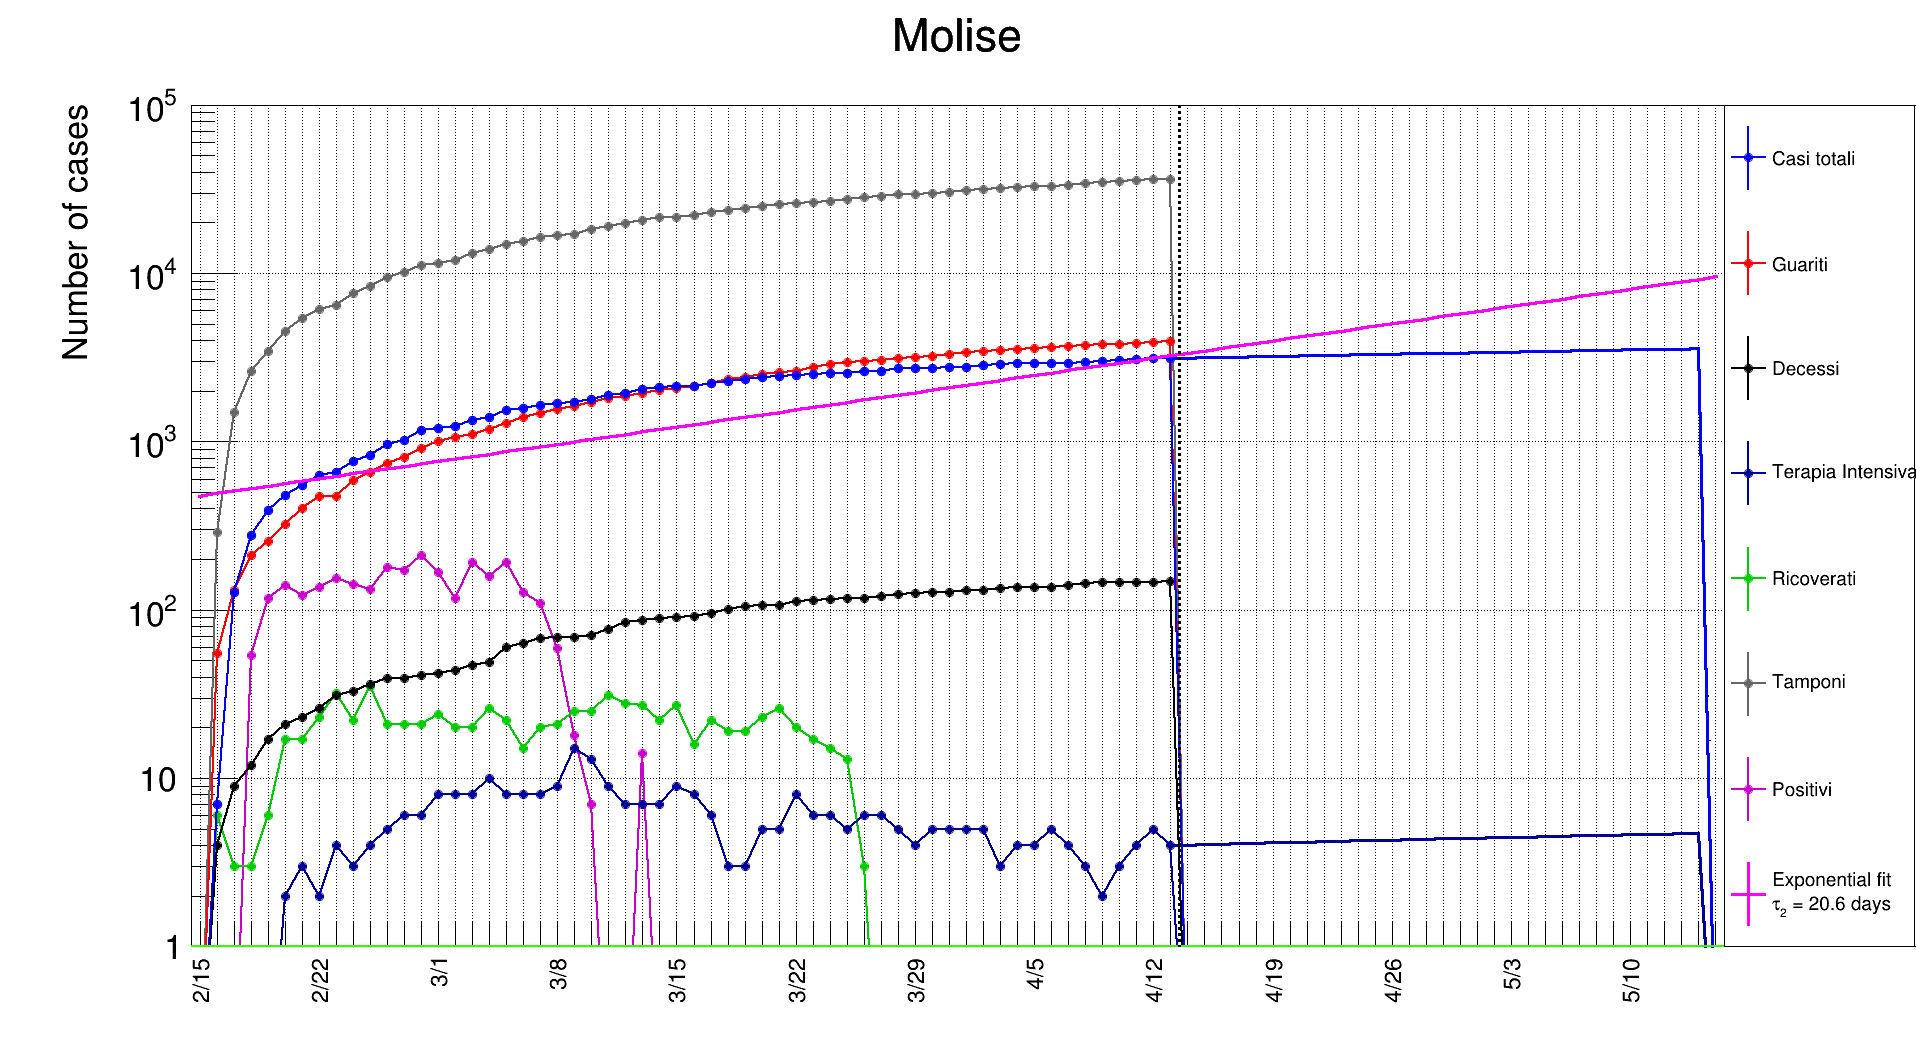 Molise
Number of cases
10^5
10^4
10^3
10^2
10
1
2/15
2/22
3/1
3/8
3/15
3/22
3/29
4/5
4/12
4/19
4/26
5/3
5/10
Casi totali
Guariti
Decessi
Terapia Intensiva
Ricoverati
Tamponi
Positivi
Exponential fit
τ_2 = 20.6 days